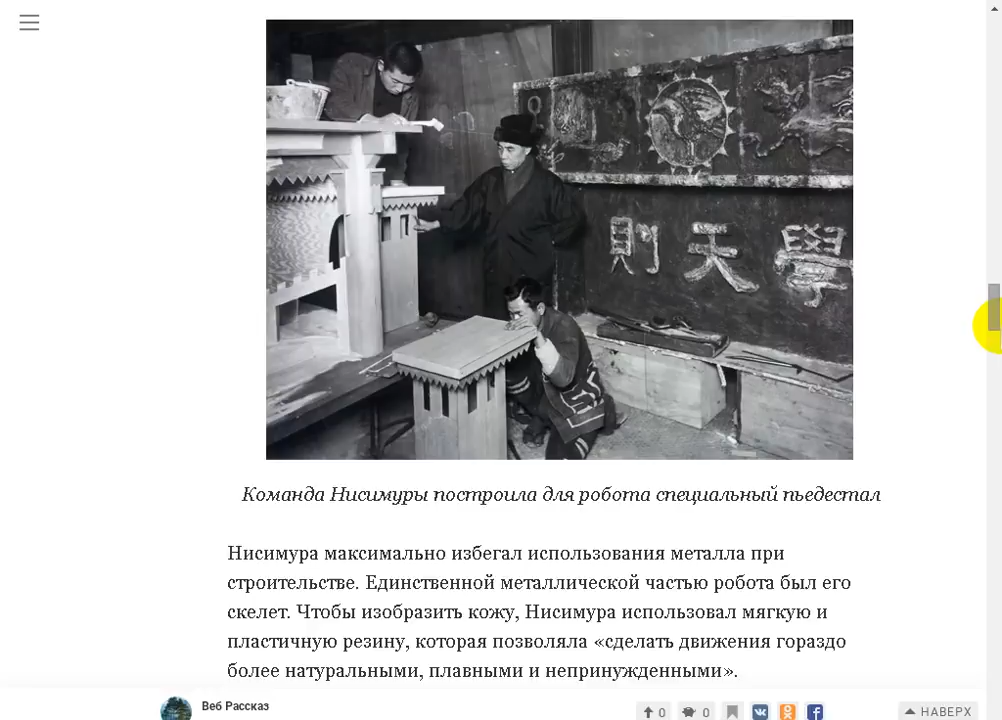 則天學
Команда Нисимуры построила для робота специальный пьедестал
Нисимура максимально избегал использования металла при
строительстве. Единственной металлической частью робота был его
скелет. Чтобы изобразить кожу, Нисимура использовал мягкую и
пластичную резину, которая позволяла «сделать движения гораздо
более натуральными, плавными и непринужденными».
Веб Рассказ
0
0
НАВЕРХ